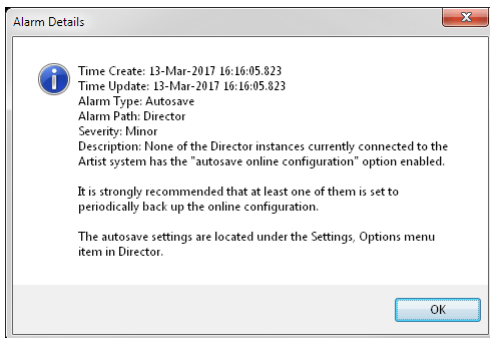 Alarm Details
Time Create: 13-Mar-2017 16:16:05.823
Time Update: 13-Mar-2017 16:16:05.823
Alarm Type: Autosave
Alarm Path: Director
Severity: Minor
Description: None of the Director instances currently connected to the
Artist system has the "autosave online configuration" option enabled.
It is strongly recommended that at least one of them is set to
periodically back up the online configuration.
The autosave settings are located under the Settings, Options menu
item in Director.
OK